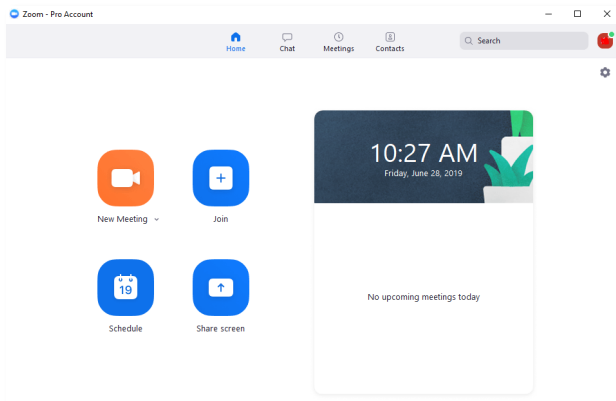 Zoom - Pro Account
Home
Chat
Meetings
Contacts
Search
New Meeting
Join
19
Schedule
Share screen
10:27 AM
Friday, June 28, 2019
No upcoming meetings today